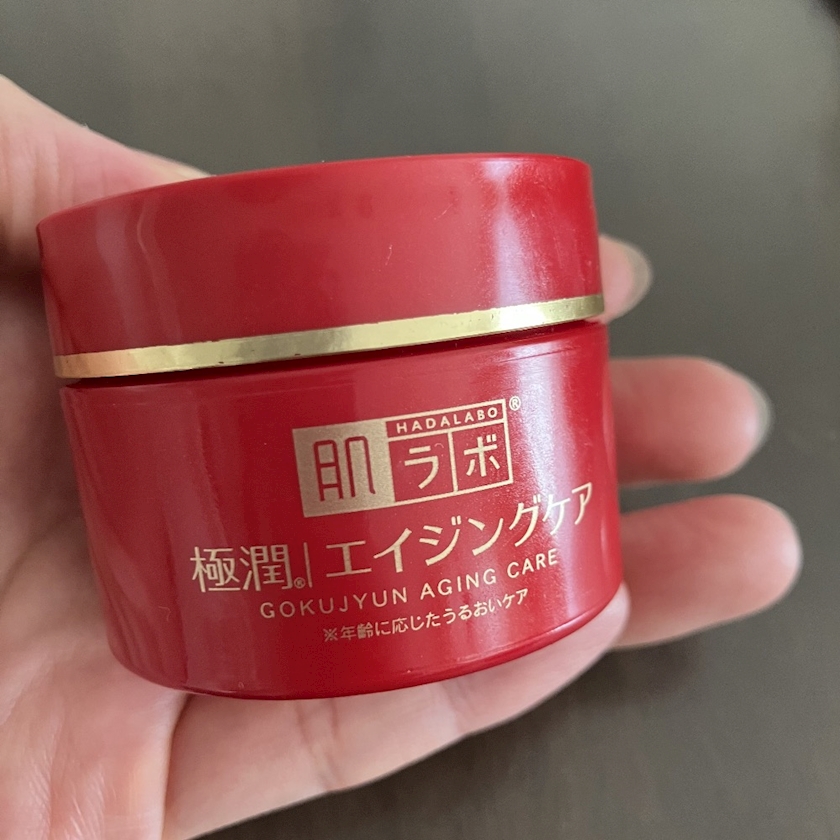 HADALABO®
肌ラボ
極潤®|エイジングケア
GOKUJYUN AGING CARE
※年齢に応じたうるおいケア